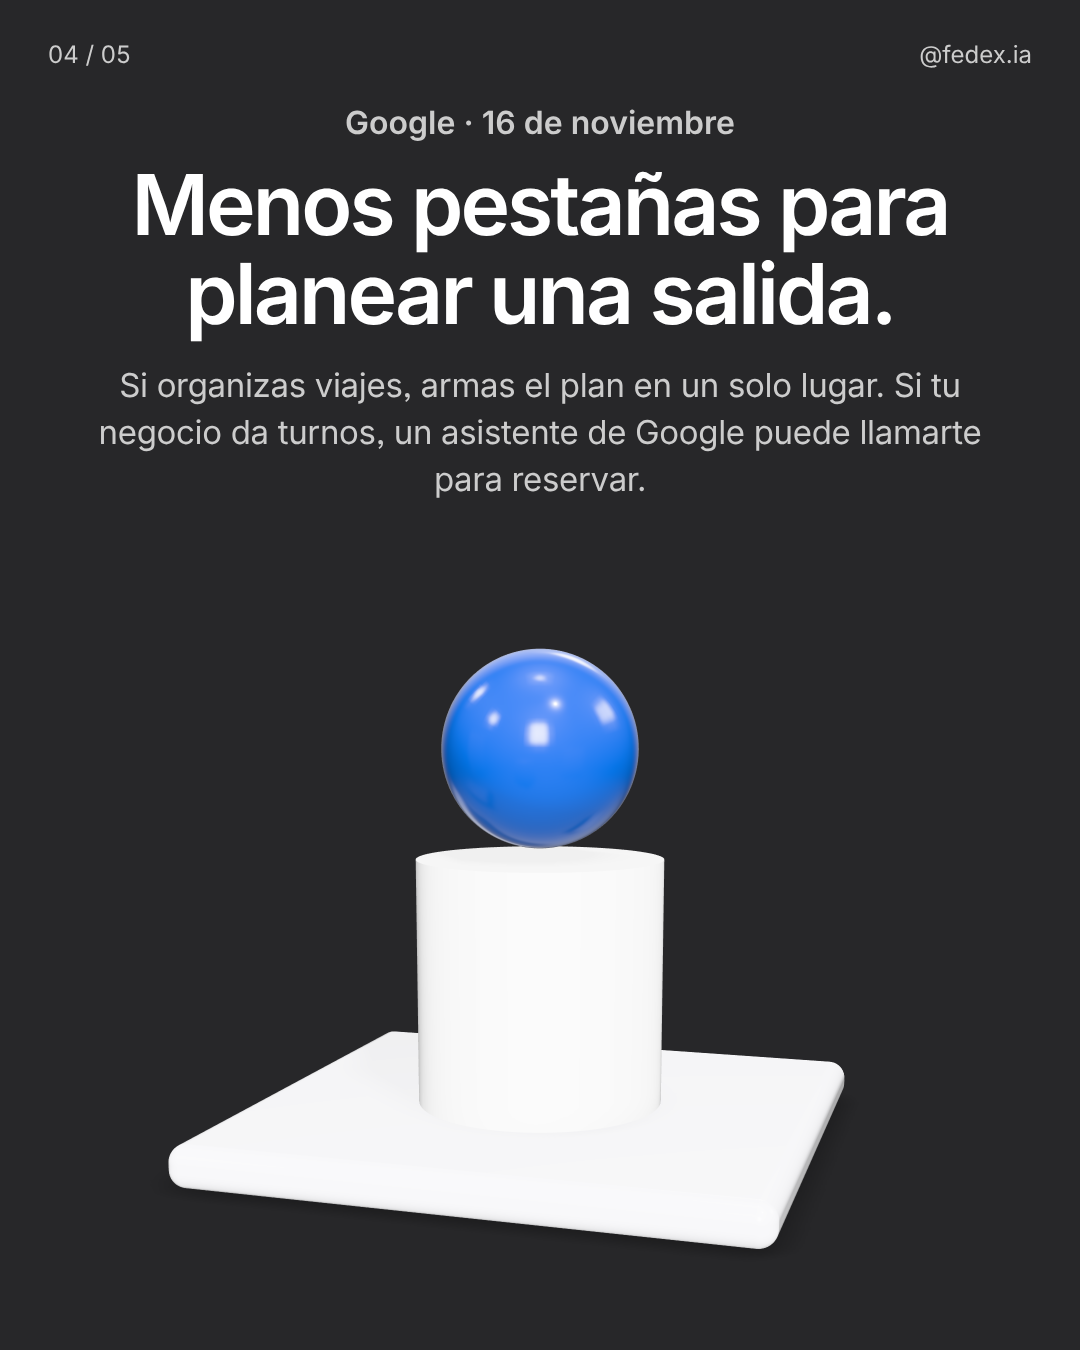 04 / 05
@fedex.ia
Google · 16 de noviembre
Menos pestañas para
planear una salida.
Si organizas viajes, armas el plan en un solo lugar. Si tu
negocio da turnos, un asistente de Google puede llamarte
para reservar.